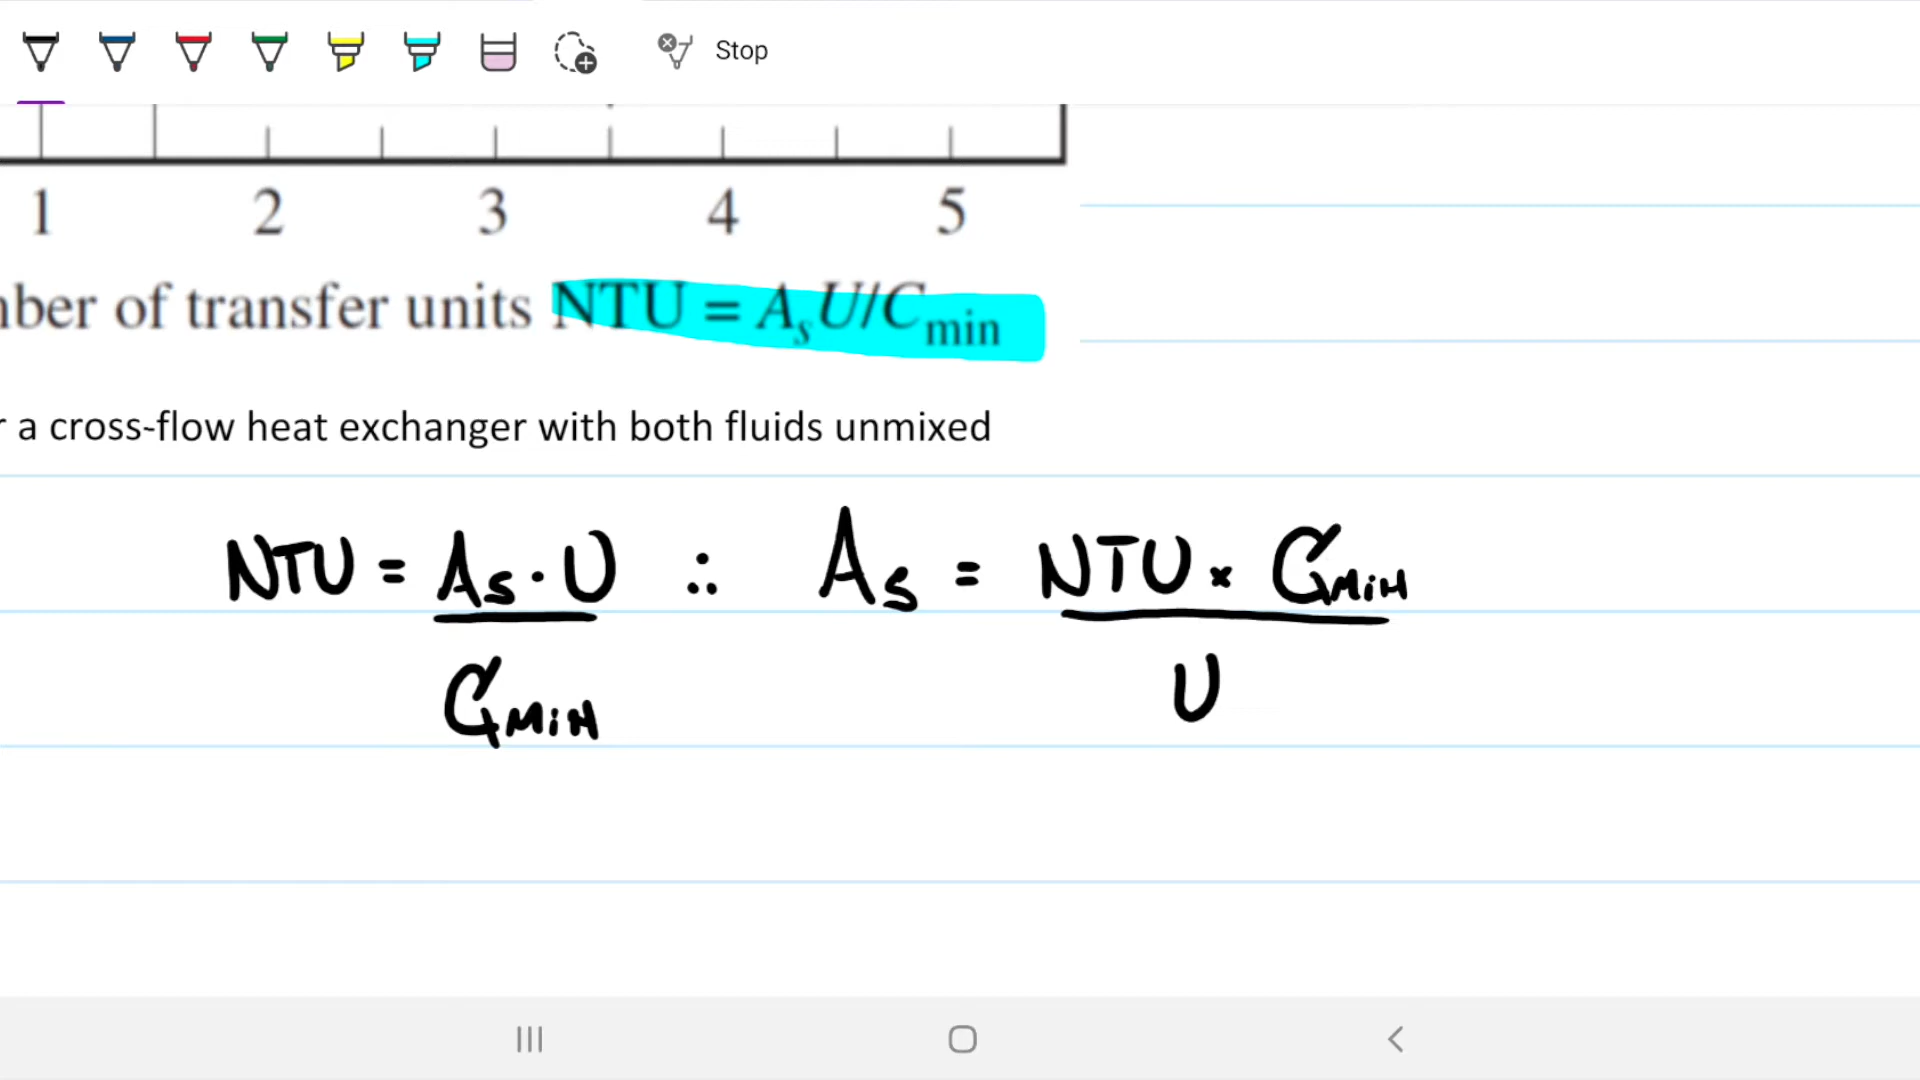 Stop
1 2 3 4 5
of transfer units NTU = AₛU/Cmin
a cross-flow heat exchanger with both fluids unmixed
NTU = As · U ∴ As = NTU × Cmin
Cmin U